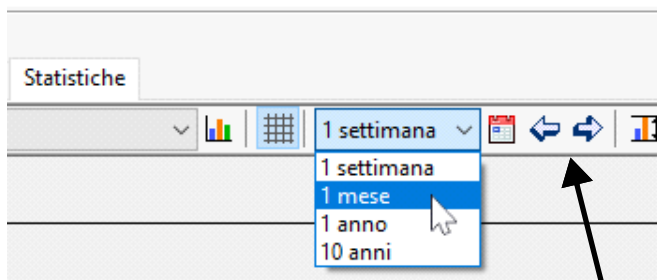 Statistiche
1 settimana
1 settimana
1 mese
1 anno
10 anni